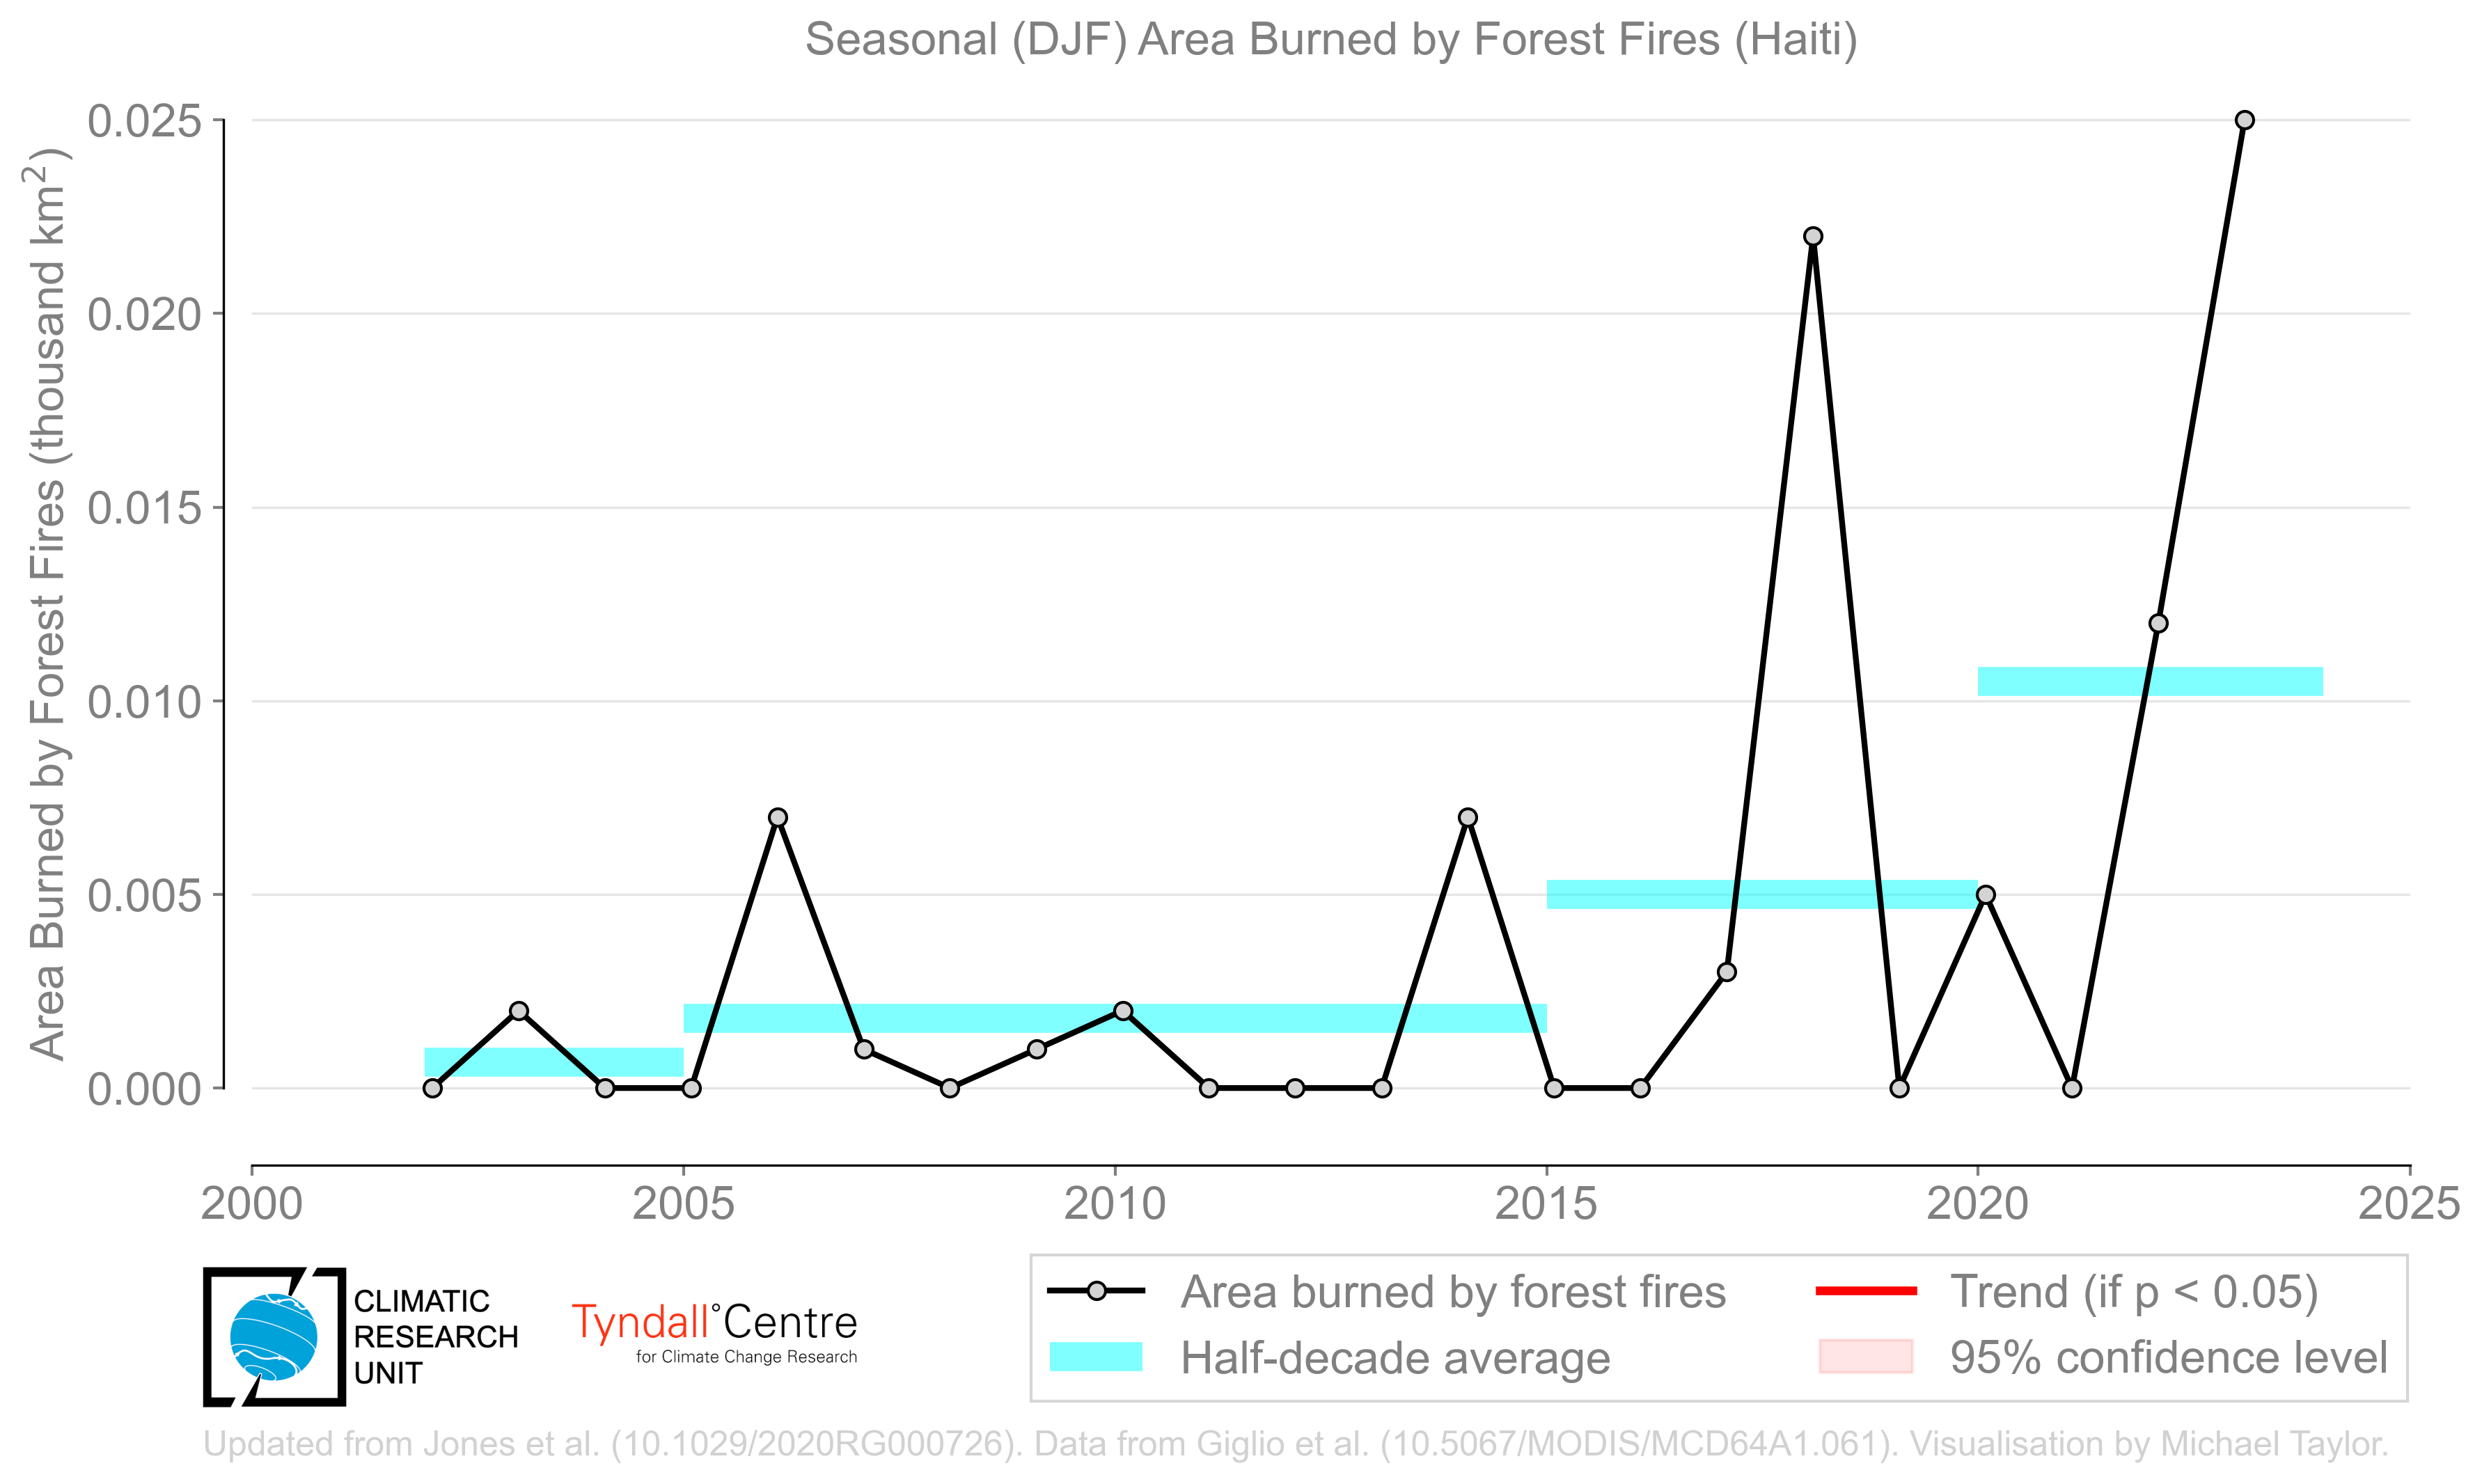 Seasonal (DJF) Area Burned by Forest Fires (Haiti)
Area Burned by Forest Fires (thousand km²)
0.025
0.020
0.015
0.010
0.005
0.000
2000 2005 2010 2015 2020 2025
CLIMATIC
RESEARCH
UNIT
Tyndall°Centre
for Climate Change Research
Area burned by forest fires
Half-decade average
Trend (if p < 0.05)
95% confidence level
Updated from Jones et al. (10.1029/2020RG000726). Data from Giglio et al. (10.5067/MODIS/MCD64A1.061). Visualisation by Michael Taylor.